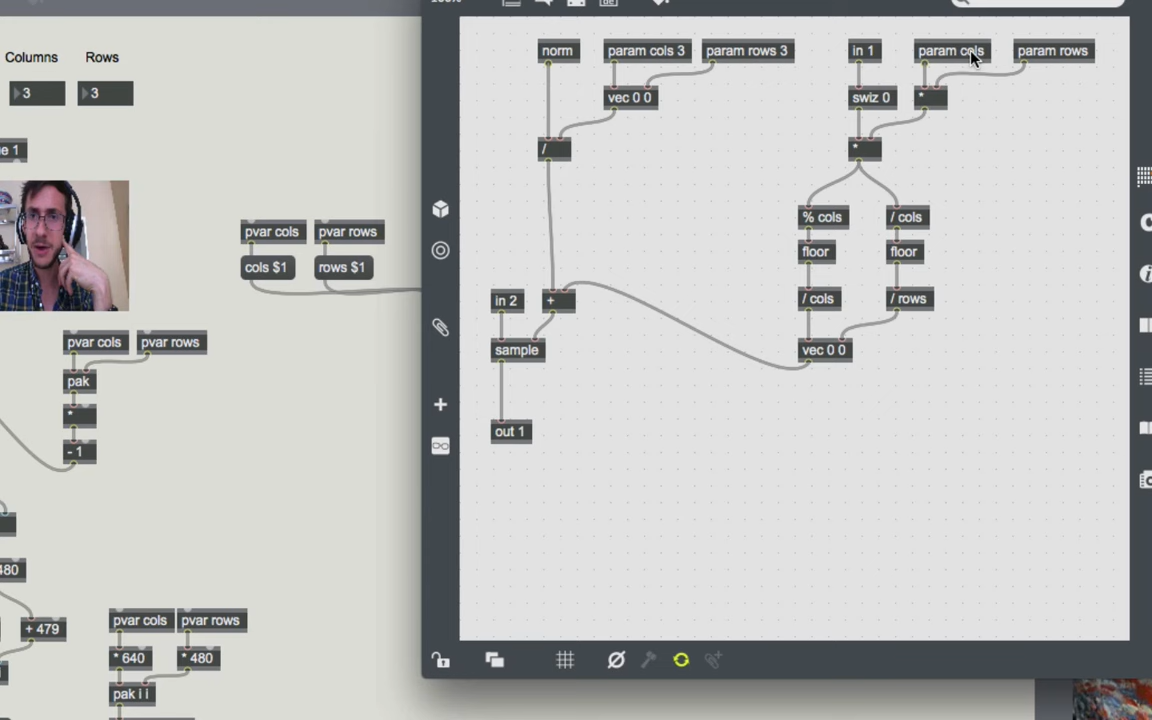 Columns Rows
3 3
e 1
pvar cols pvar rows
cols $1 rows $1
pvar cols pvar rows
pak
*
- 1
480
+ 479
pvar cols pvar rows
* 640 * 480
pak i i
norm param cols 3 param rows 3 in 1 param cols param rows
vec 0 0 swiz 0 *
/ *
% cols / cols
floor floor
in 2 + / cols / rows
sample vec 0 0
out 1